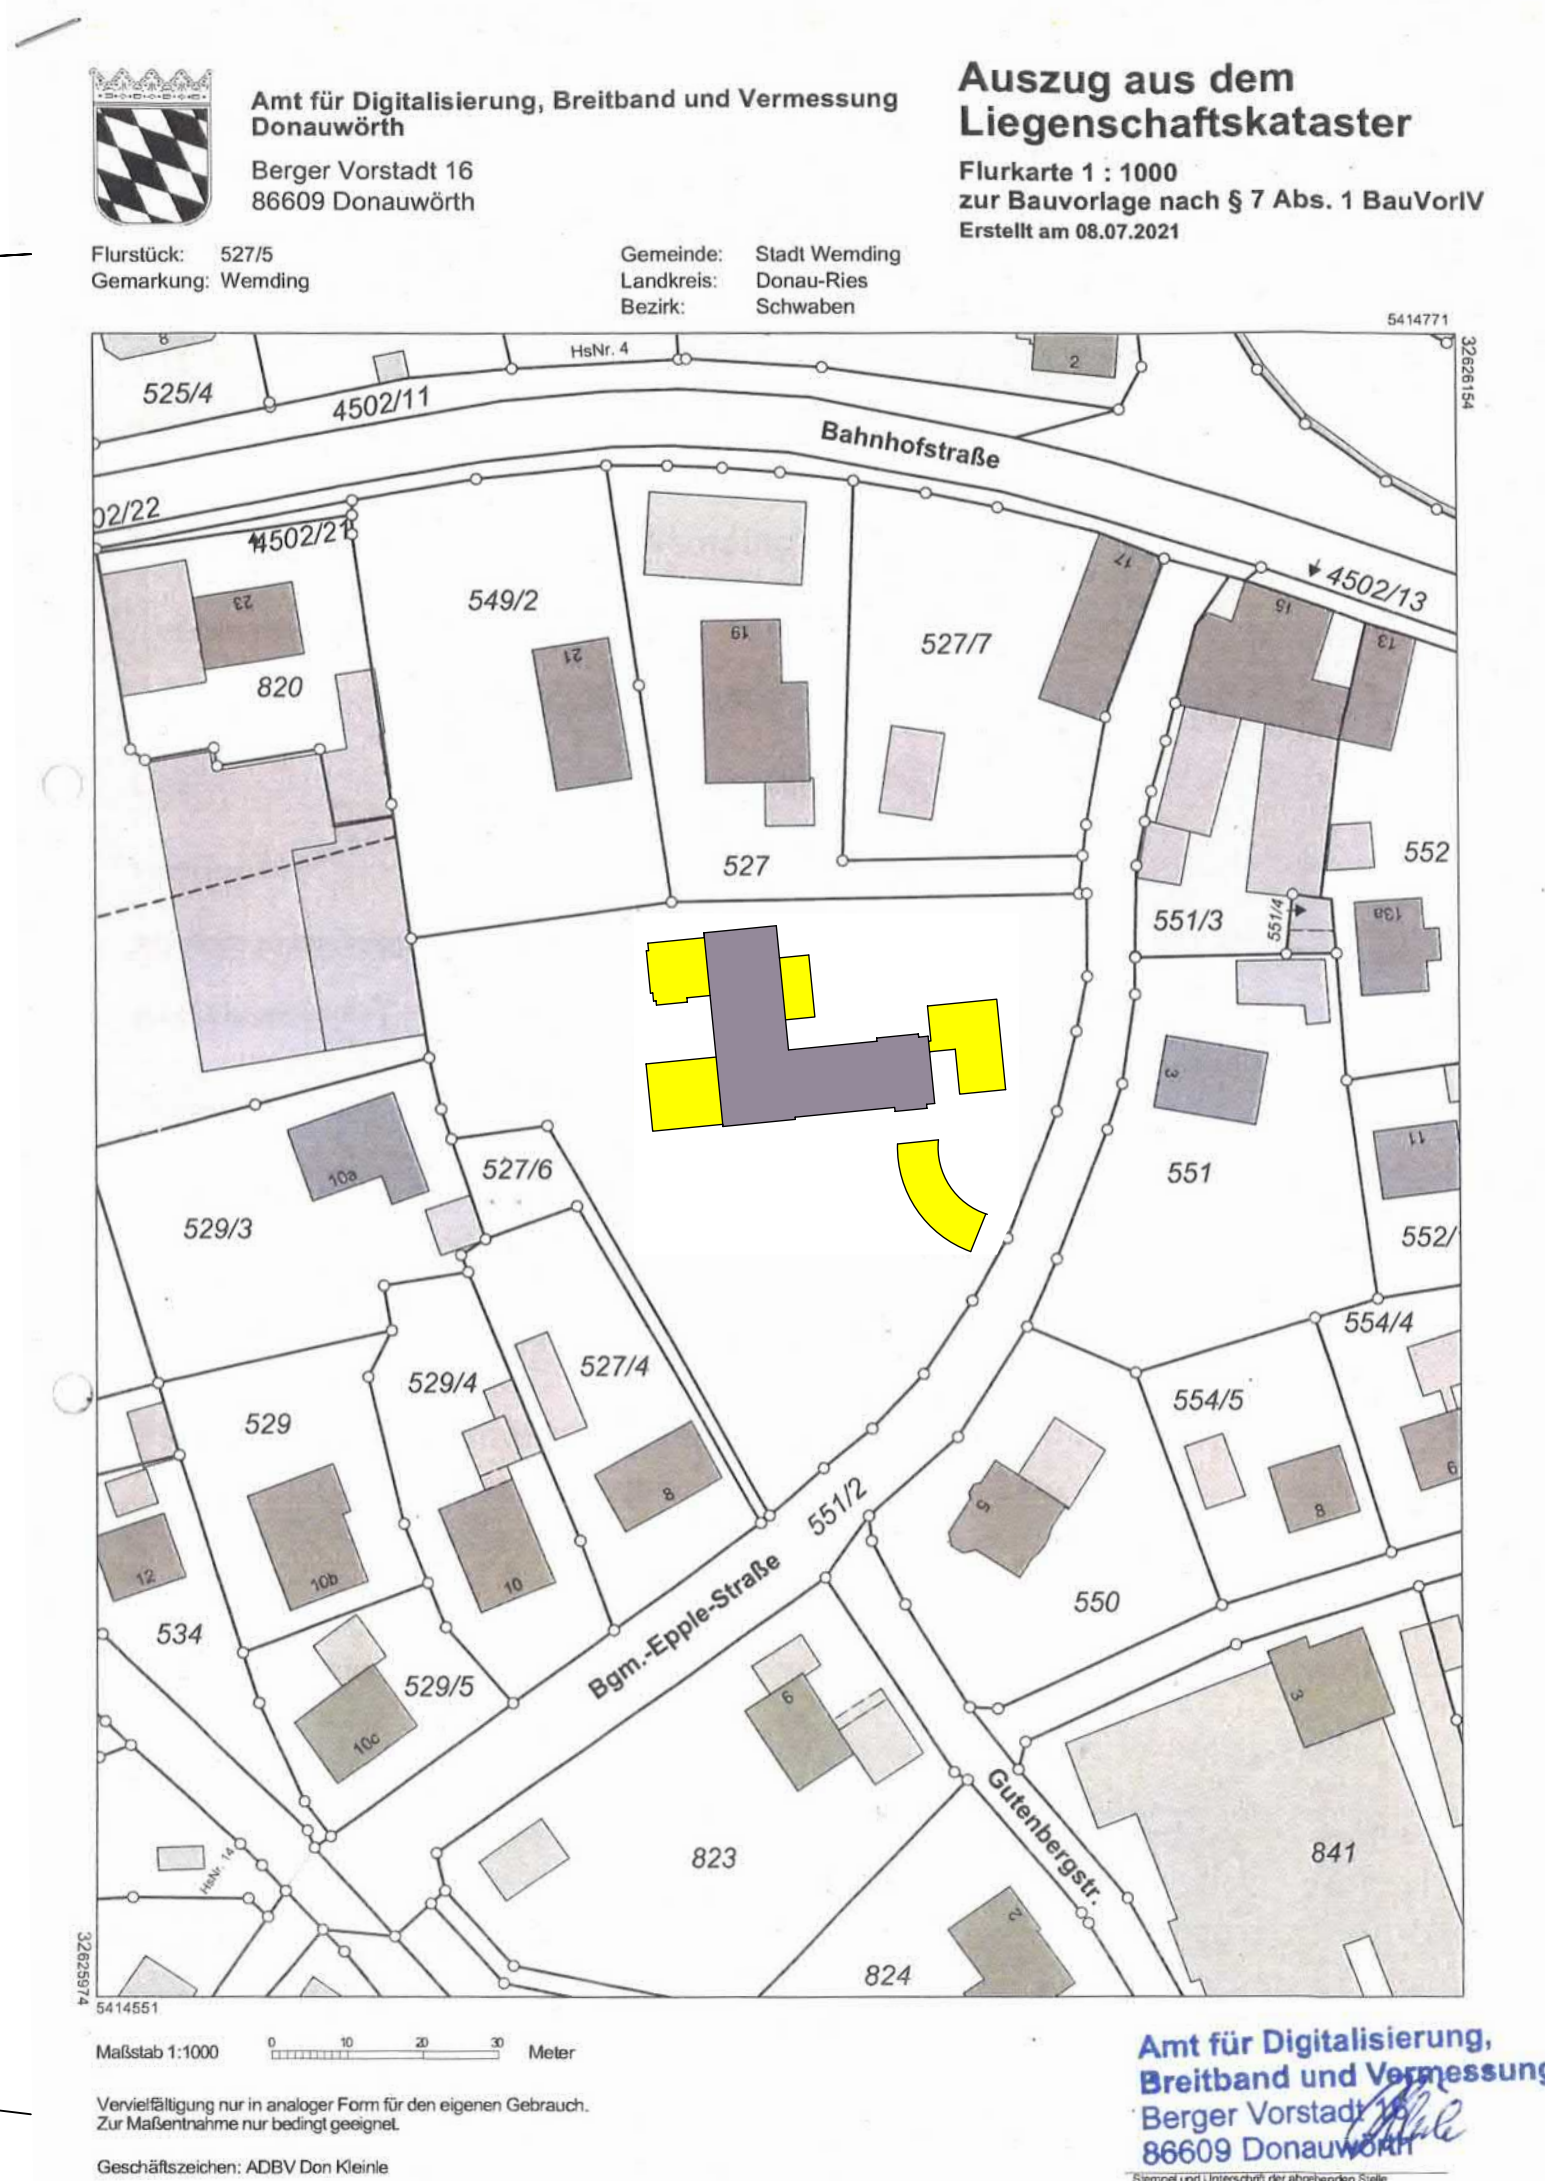 Amt für Digitalisierung, Breitband und Vermessung
Donauwörth
Berger Vorstadt 16
86609 Donauwörth
Auszug aus dem
Liegenschaftskataster
Flurkarte 1 : 1000
zur Bauvorlage nach § 7 Abs. 1 BauVorlV
Erstellt am 08.07.2021
Flurstück: 527/5
Gemarkung: Wemding
Gemeinde: Stadt Wemding
Landkreis: Donau-Ries
Bezirk: Schwaben
5414771
32626154
8
HsNr. 4
2
525/4
4502/11
Bahnhofstraße
02/22
4502/21
4502/13
23
549/2
17
15
13
19
21
527/7
820
527
552
551/3
551/4
13a
3
11
527/6
551
10a
529/3
552/
554/4
527/4
529/4
554/5
529
6
8
551/2
5
8
12
10b
10
550
534
Bgm.-Epple-Straße
529/5
6
3
10c
Gutenbergstr.
823
841
HsNr. 14
2
824
32625974
5414551
Maßstab 1:1000
0 10 20 30 Meter
Vervielfältigung nur in analoger Form für den eigenen Gebrauch.
Zur Maßentnahme nur bedingt geeignet.
Geschäftszeichen: ADBV Don Kleinle
Amt für Digitalisierung,
Breitband und Vermessung
Berger Vorstadt 16
86609 Donauwörth
Stempel und Unterschrift der abgebenden Stelle